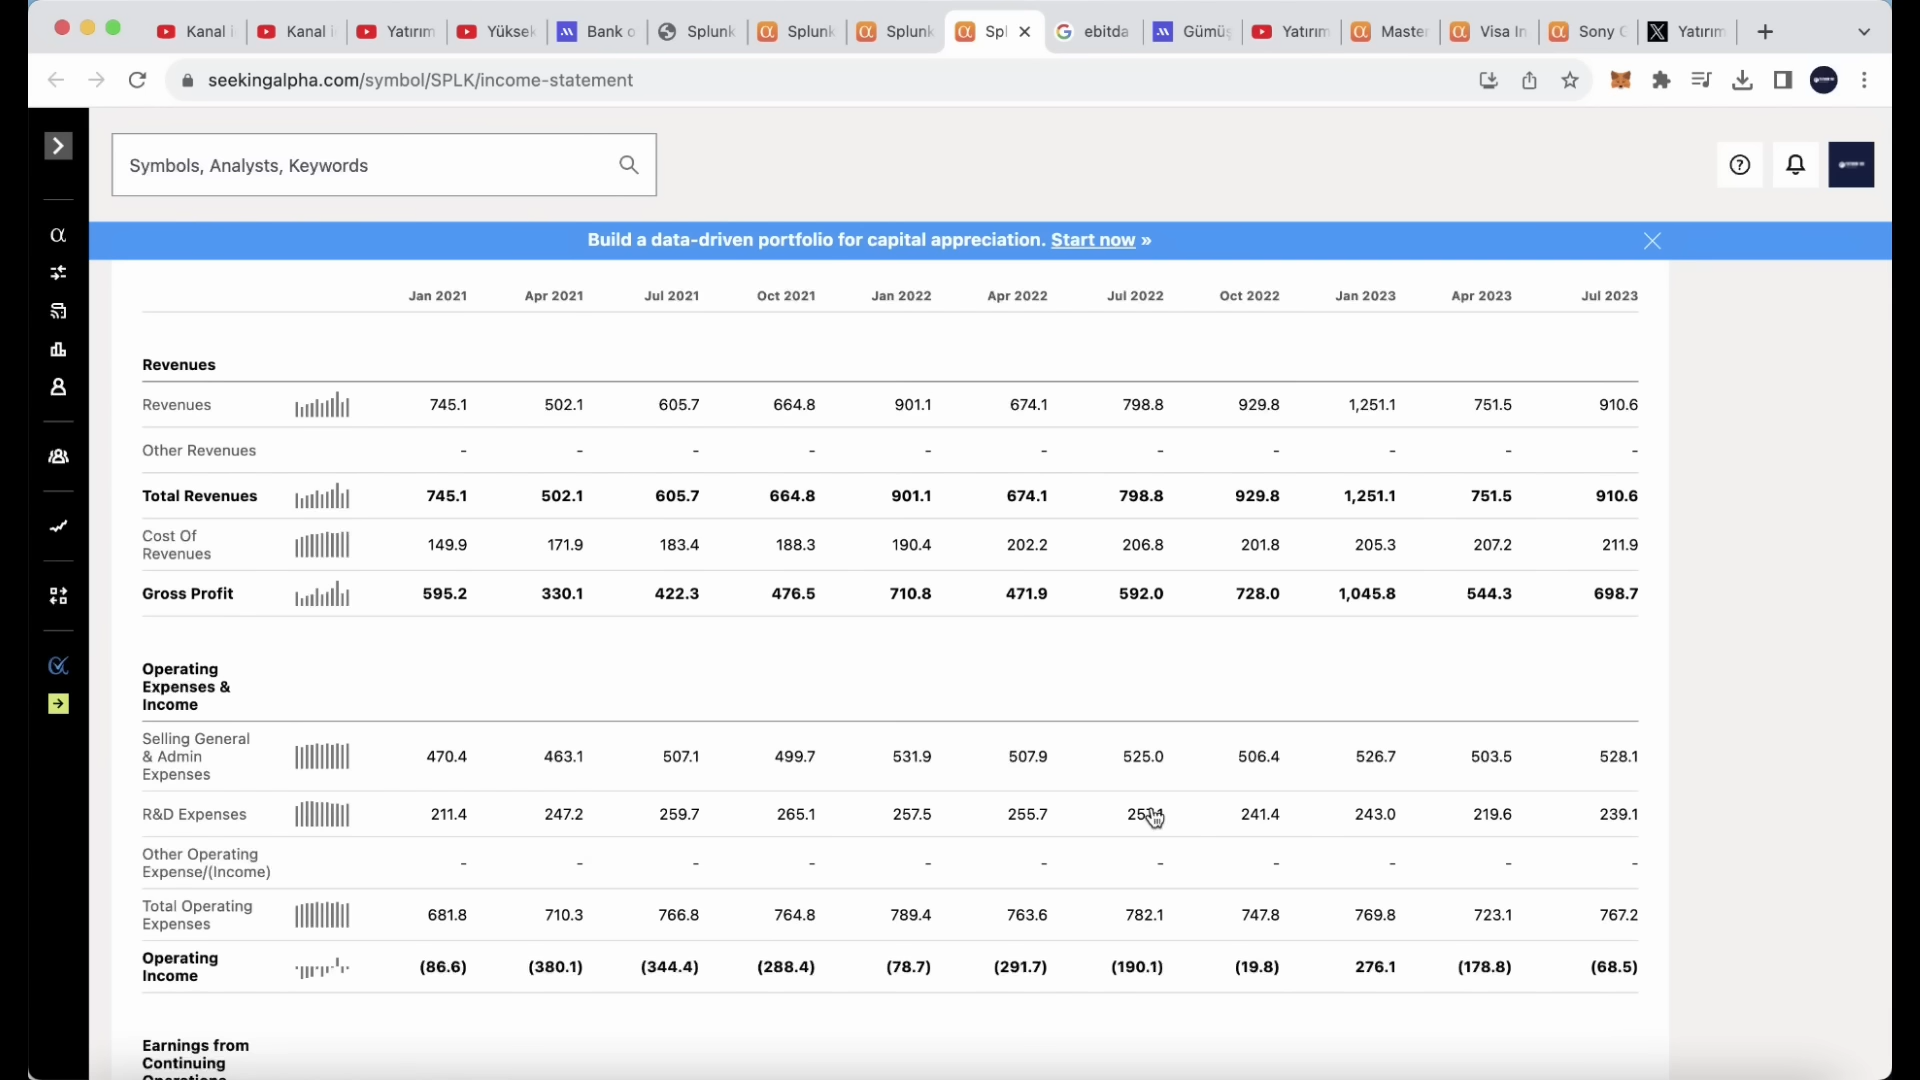 Kanal i
Kanal i
Yatırım
Yüksek
Bank o
Splunk
Splunk
Splunk
Spl
ebitda
Gümüş
Yatırım
Master
Visa In
Sony G
Yatırım
seekingalpha.com/symbol/SPLK/income-statement
Symbols, Analysts, Keywords
Build a data-driven portfolio for capital appreciation. Start now »
Jan 2021 Apr 2021 Jul 2021 Oct 2021 Jan 2022 Apr 2022 Jul 2022 Oct 2022 Jan 2023 Apr 2023 Jul 2023
Revenues
Revenues 745.1 502.1 605.7 664.8 901.1 674.1 798.8 929.8 1,251.1 751.5 910.6
Other Revenues - - - - - - - - - - -
Total Revenues 745.1 502.1 605.7 664.8 901.1 674.1 798.8 929.8 1,251.1 751.5 910.6
Cost Of
Revenues 149.9 171.9 183.4 188.3 190.4 202.2 206.8 201.8 205.3 207.2 211.9
Gross Profit 595.2 330.1 422.3 476.5 710.8 471.9 592.0 728.0 1,045.8 544.3 698.7
Operating
Expenses &
Income
Selling General
& Admin
Expenses 470.4 463.1 507.1 499.7 531.9 507.9 525.0 506.4 526.7 503.5 528.1
R&D Expenses 211.4 247.2 259.7 265.1 257.5 255.7 241.4 243.0 219.6 239.1
Other Operating
Expense/(Income) - - - - - - - - - - -
Total Operating
Expenses 681.8 710.3 766.8 764.8 789.4 763.6 782.1 747.8 769.8 723.1 767.2
Operating
Income (86.6) (380.1) (344.4) (288.4) (78.7) (291.7) (190.1) (19.8) 276.1 (178.8) (68.5)
Earnings from
Continuing
Operations